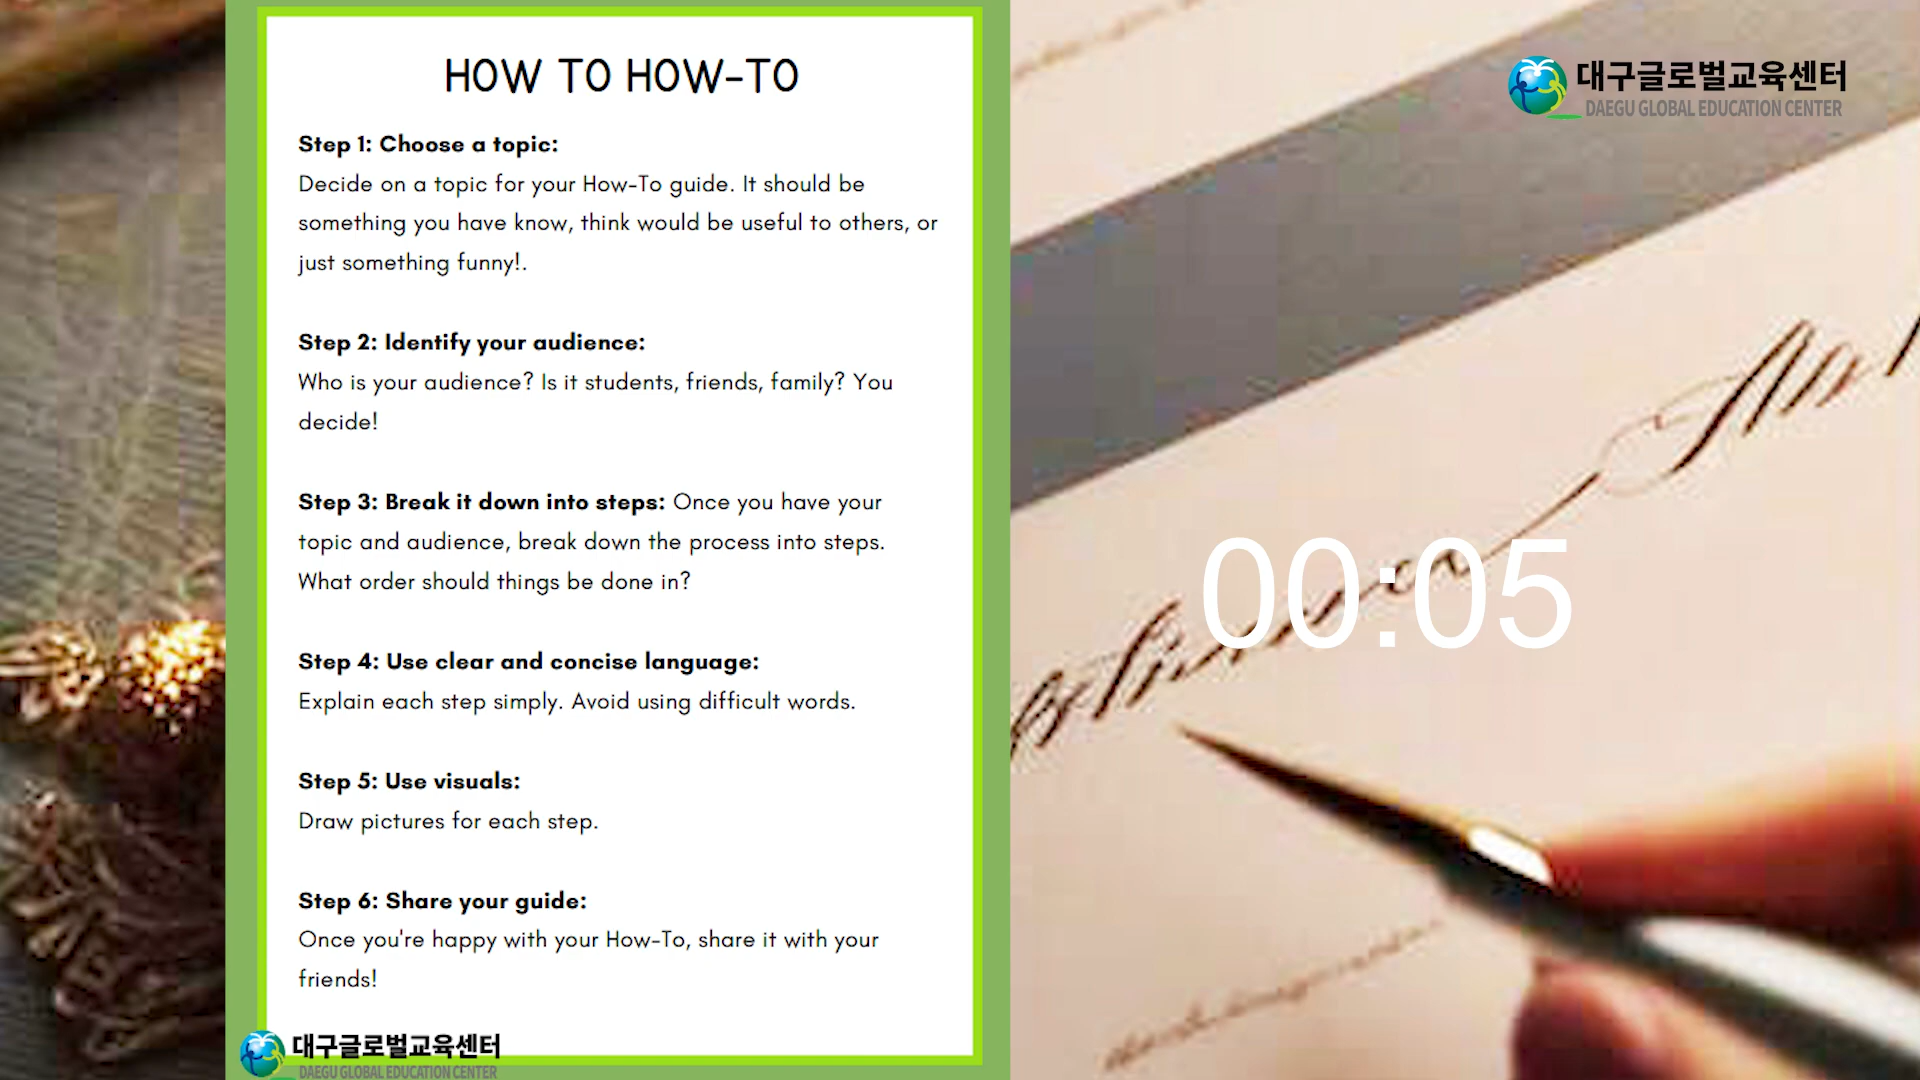 HOW TO HOW-TO
Step 1: Choose a topic:
Decide on a topic for your How-To guide. It should be
something you have know, think would be useful to others, or
just something funny!.
Step 2: Identify your audience:
Who is your audience? Is it students, friends, family? You
decide!
Step 3: Break it down into steps: Once you have your
topic and audience, break down the process into steps.
What order should things be done in?
Step 4: Use clear and concise language:
Explain each step simply. Avoid using difficult words.
Step 5: Use visuals:
Draw pictures for each step.
Step 6: Share your guide:
Once you're happy with your How-To, share it with your
friends!
대구글로벌교육센터
DAEGU GLOBAL EDUCATION CENTER
대구글로벌교육센터
DAEGU GLOBAL EDUCATION CENTER
00:05